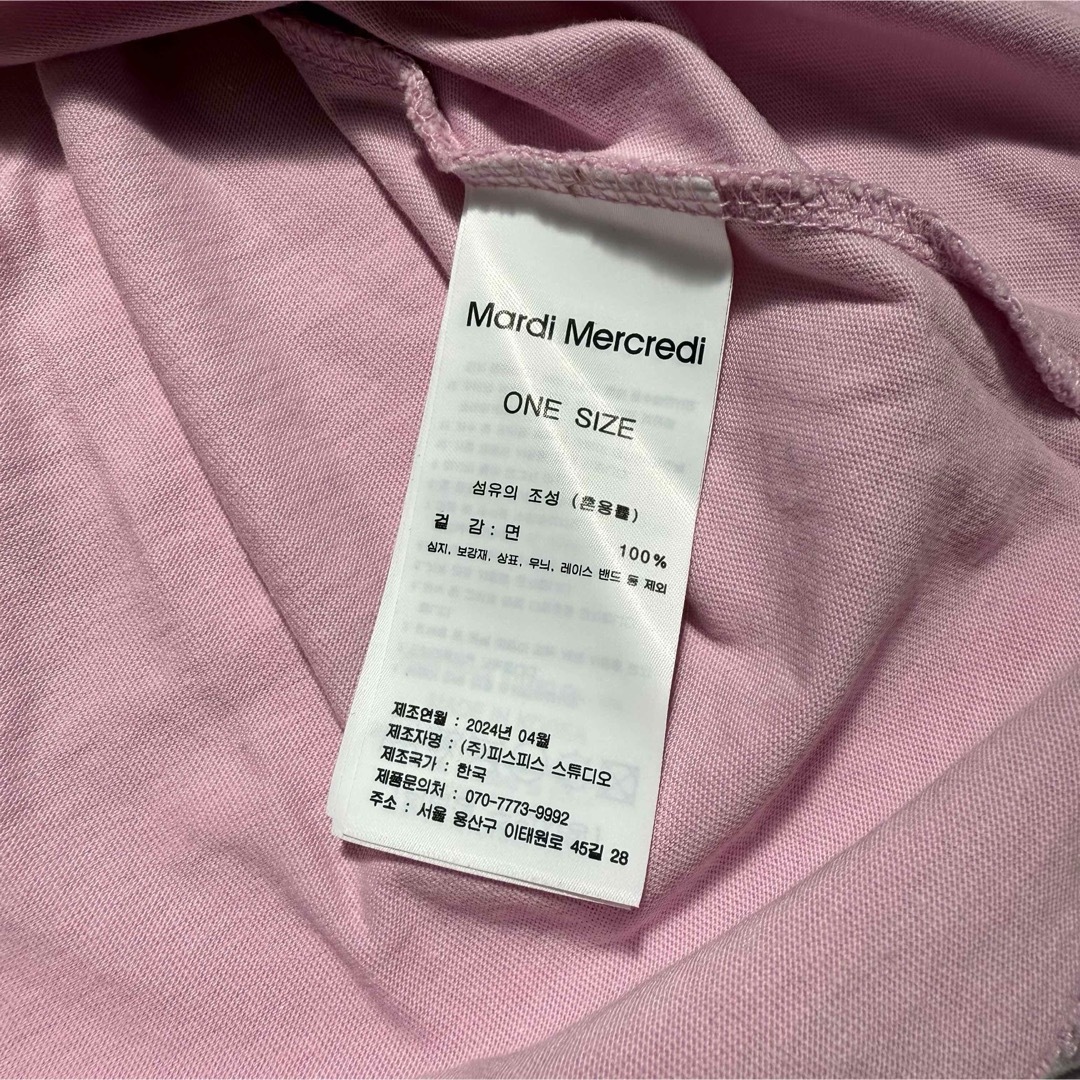 Mardi Mercredi
ONE SIZE
섬유의 조성 (혼용률)
겉 감 : 면 100%
심지, 보강재, 상표, 무늬, 레이스 밴드 등 제외
제조연월 : 2024년 04월
제조자명 : (주)피스피스 스튜디오
제조국가 : 한국
제품문의처 : 070-7773-9992
주소 : 서울 용산구 이태원로 45길 28